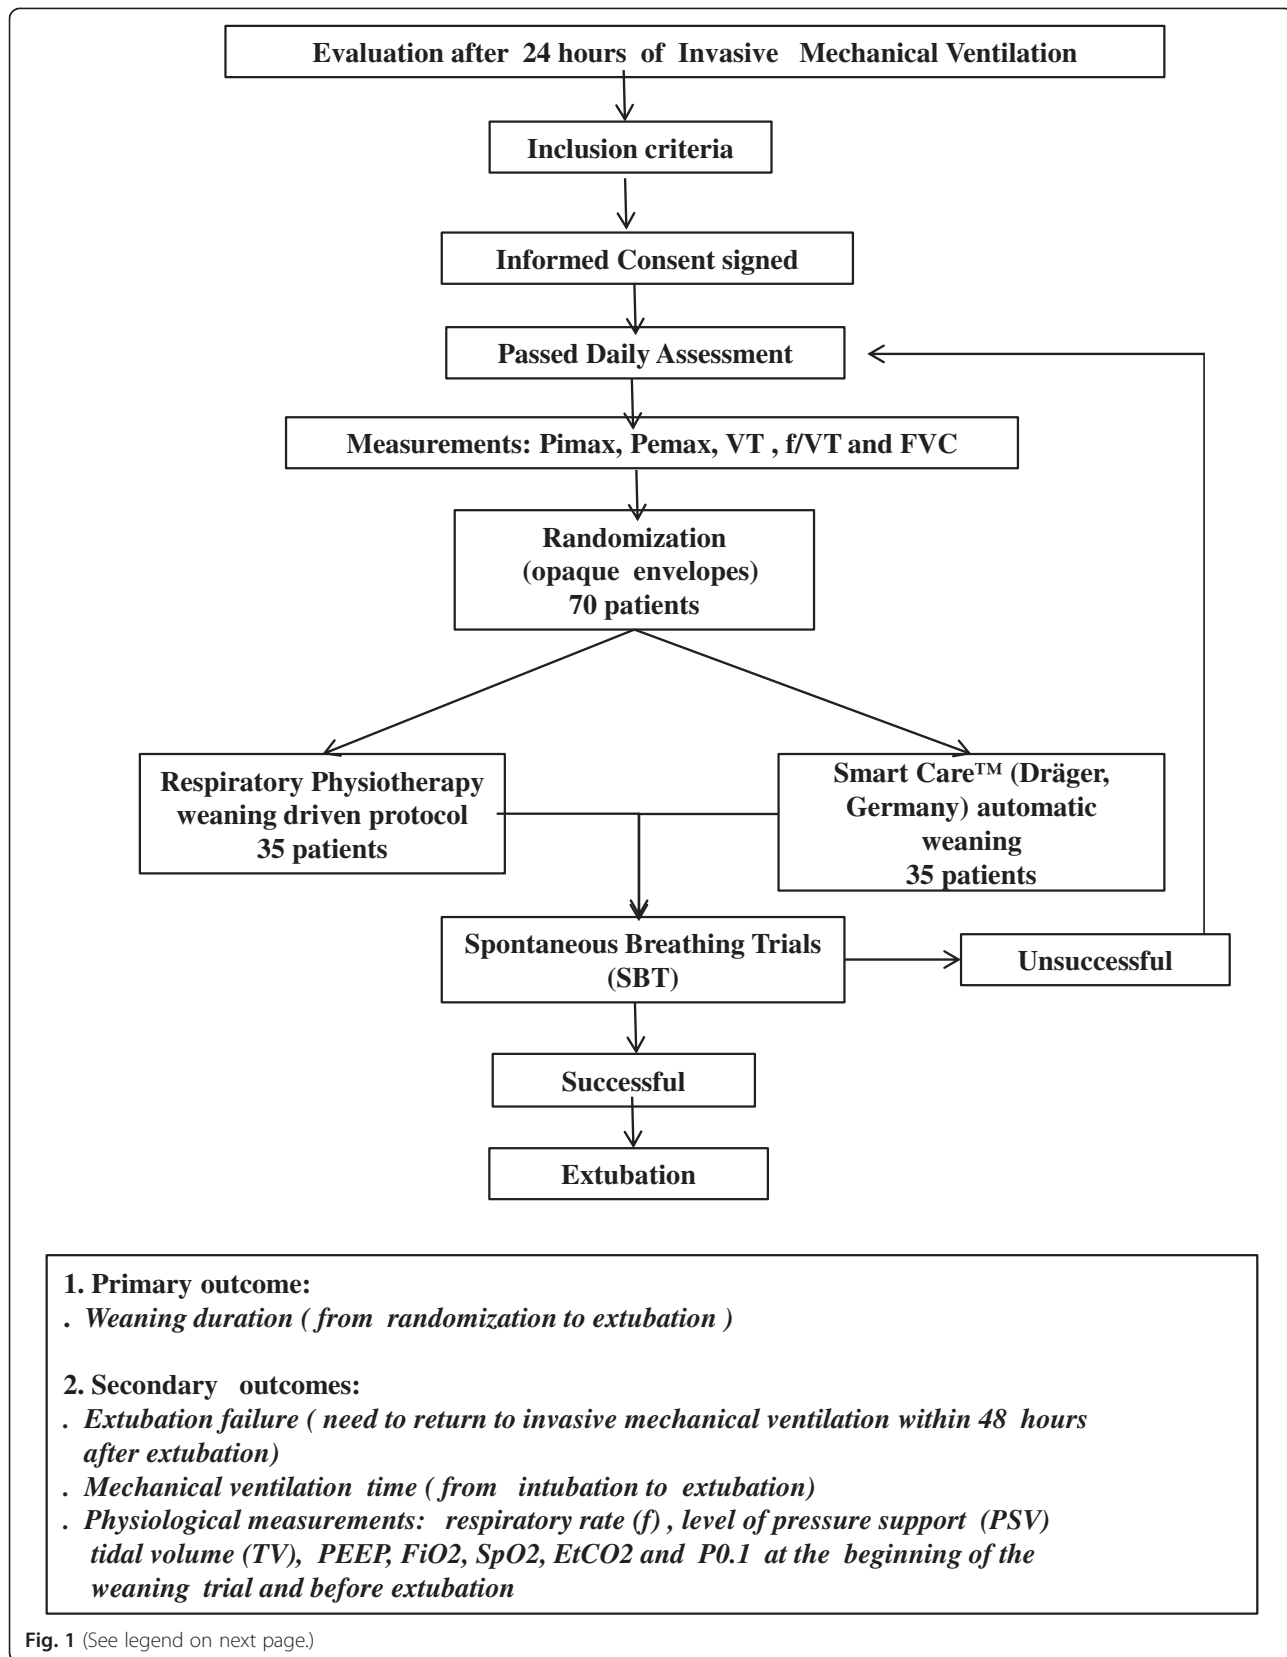 Evaluation after 24 hours of Invasive Mechanical Ventilation
Inclusion criteria
Informed Consent signed
Passed Daily Assessment
Measurements: Pimax, Pemax, VT , f/VT and FVC
Randomization
(opaque envelopes)
70 patients
Respiratory Physiotherapy
weaning driven protocol
35 patients
Smart Care™ (Dräger,
Germany) automatic
weaning
35 patients
Spontaneous Breathing Trials
(SBT)
Unsuccessful
Successful
Extubation
1. Primary outcome:
. Weaning duration ( from randomization to extubation )
2. Secondary outcomes:
. Extubation failure ( need to return to invasive mechanical ventilation within 48 hours
after extubation)
. Mechanical ventilation time ( from intubation to extubation)
. Physiological measurements: respiratory rate (f) , level of pressure support (PSV)
tidal volume (TV), PEEP, FiO2, SpO2, EtCO2 and P0.1 at the beginning of the
weaning trial and before extubation
Fig. 1 (See legend on next page.)